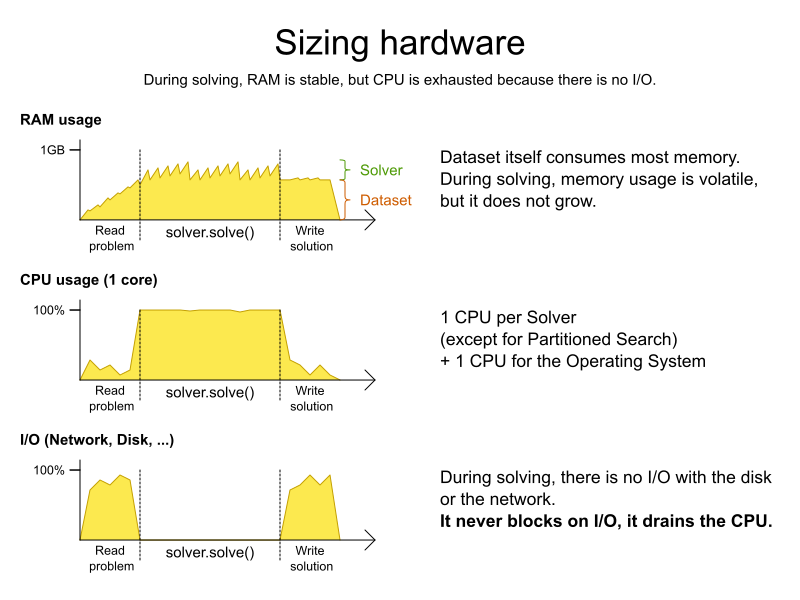 Sizing hardware
During solving, RAM is stable, but CPU is exhausted because there is no I/O.
RAM usage
1GB
Solver
Dataset
Read
problem
solver.solve()
Write
solution
Dataset itself consumes most memory.
During solving, memory usage is volatile,
but it does not grow.
CPU usage (1 core)
100%
Read
problem
solver.solve()
Write
solution
1 CPU per Solver
(except for Partitioned Search)
+ 1 CPU for the Operating System
I/O (Network, Disk, ...)
100%
Read
problem
solver.solve()
Write
solution
During solving, there is no I/O with the disk
or the network.
It never blocks on I/O, it drains the CPU.